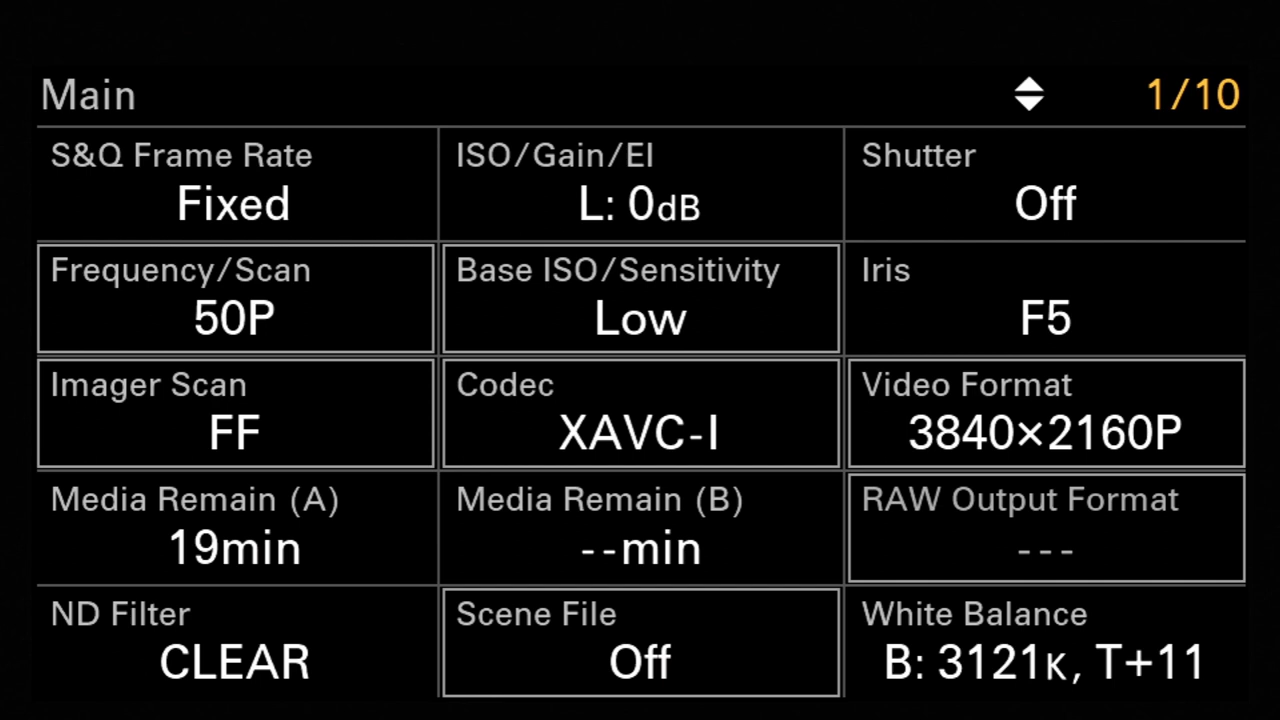 Main 1/10
S&Q Frame Rate ISO/Gain/EI Shutter
Fixed L: 0dB Off
Frequency/Scan Base ISO/Sensitivity Iris
50P Low F5
Imager Scan Codec Video Format
FF XAVC-I 3840×2160P
Media Remain (A) Media Remain (B) RAW Output Format
19min --min ---
ND Filter Scene File White Balance
CLEAR Off B: 3121K, T+11